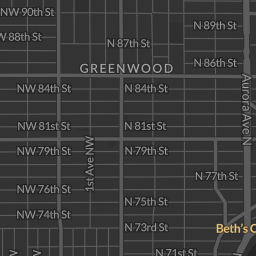 NW 90th St
N 89th St
NW 88th St
N 87th St
N 86th St
GREENWOOD
NW 84th St
N 84th St
Aurora Ave N
NW 81st St
N 81st St
NW 79th St
N 79th St
1st Ave NW
N 77th St
NW 76th St
N 75th St
NW 74th St
N 73rd St
Beth's C
N 71st St